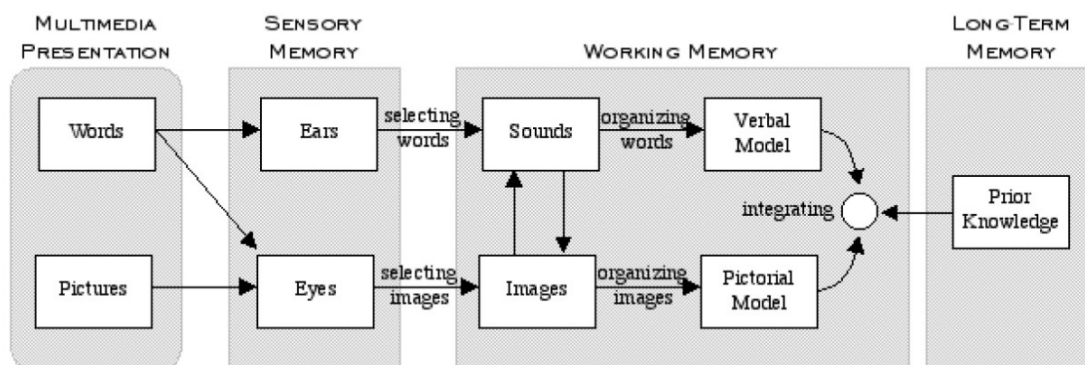 MULTIMEDIA
PRESENTATION
SENSORY
MEMORY
WORKING MEMORY
LONG-TERM
MEMORY
Words
Ears
selecting
words
Sounds
organizing
words
Verbal
Model
integrating
Prior
Knowledge
Pictures
Eyes
selecting
images
Images
organizing
images
Pictorial
Model